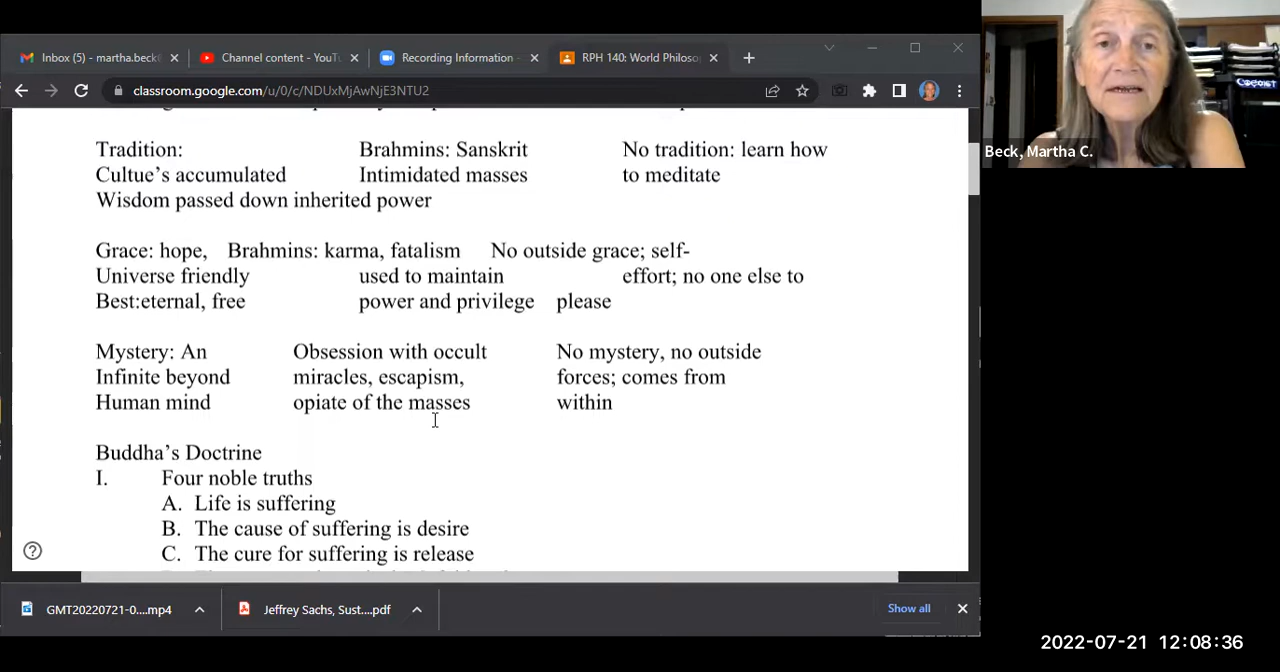 Inbox (5) - martha.beck
Channel content - YouTu
Recording Information -
RPH 140: World Philoso
classroom.google.com/u/0/c/NDUxMjAwNjE3NTU2
COEXIST
Beck, Martha C.
Tradition: Brahmins: Sanskrit No tradition: learn how
Cultue's accumulated Intimidated masses to meditate
Wisdom passed down inherited power
Grace: hope, Brahmins: karma, fatalism No outside grace; self-
Universe friendly used to maintain effort; no one else to
Best:eternal, free power and privilege please
Mystery: An Obsession with occult No mystery, no outside
Infinite beyond miracles, escapism, forces; comes from
Human mind opiate of the masses within
Buddha's Doctrine
I. Four noble truths
A. Life is suffering
B. The cause of suffering is desire
C. The cure for suffering is release
GMT20220721-0....mp4
Jeffrey Sachs, Sust....pdf
Show all
2022-07-21 12:08:36